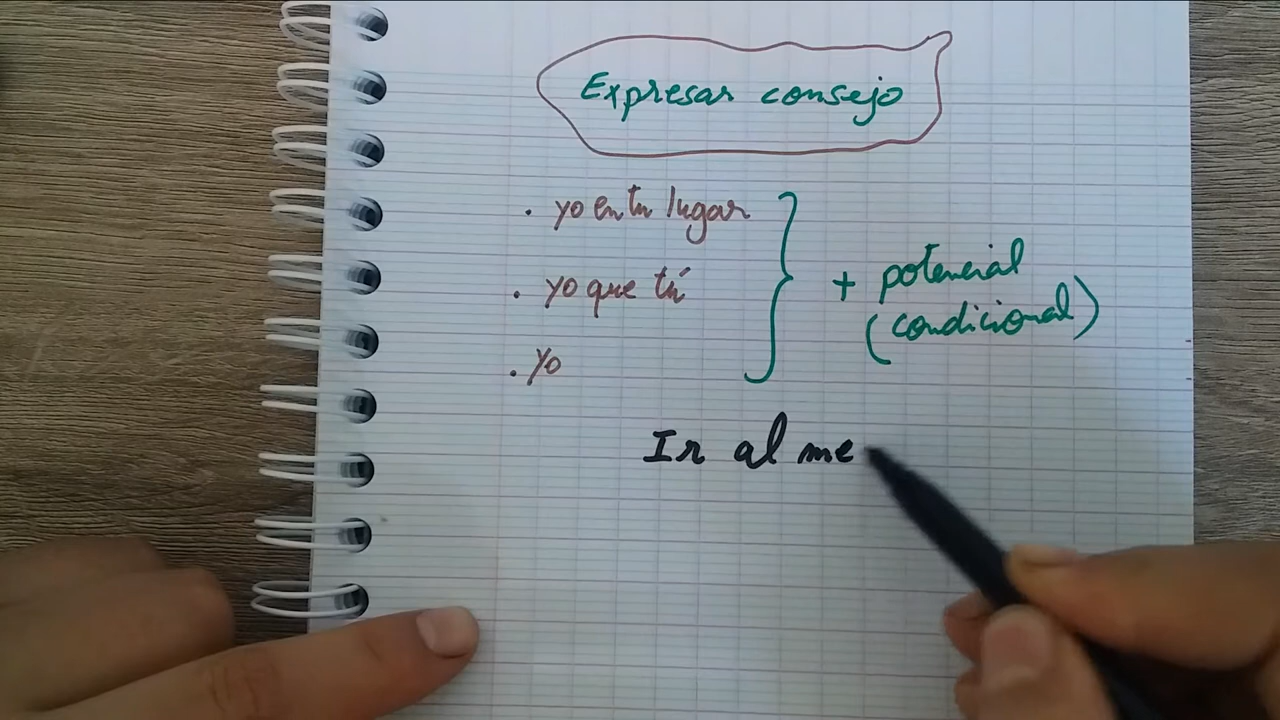 Expresar consejo
. yo en tu lugar
. yo que tú
. yo
+ potencial
(condicional)
Ir al me